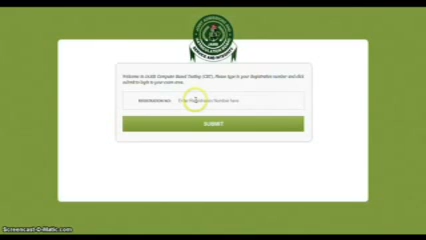 Welcome to JAMB Computer Based Testing (CBT). Please type in your Registration number and click
submit to login to your exam area.
REGISTRATION NO:
Enter Registration Number here
SUBMIT
Screencast-O-Matic.com